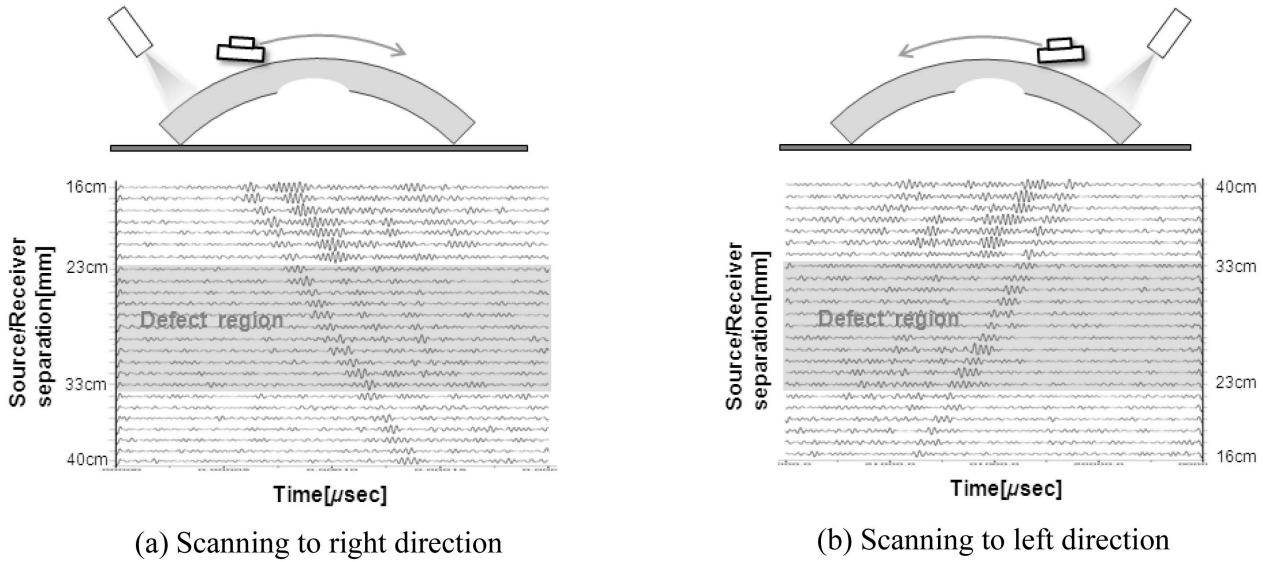 16cm
23cm
33cm
40cm
Source/Receiver
separation[mm]
Defect region
Time[μsec]
(a) Scanning to right direction
40cm
33cm
23cm
16cm
Source/Receiver
separation[mm]
Defect region
Time[μsec]
(b) Scanning to left direction